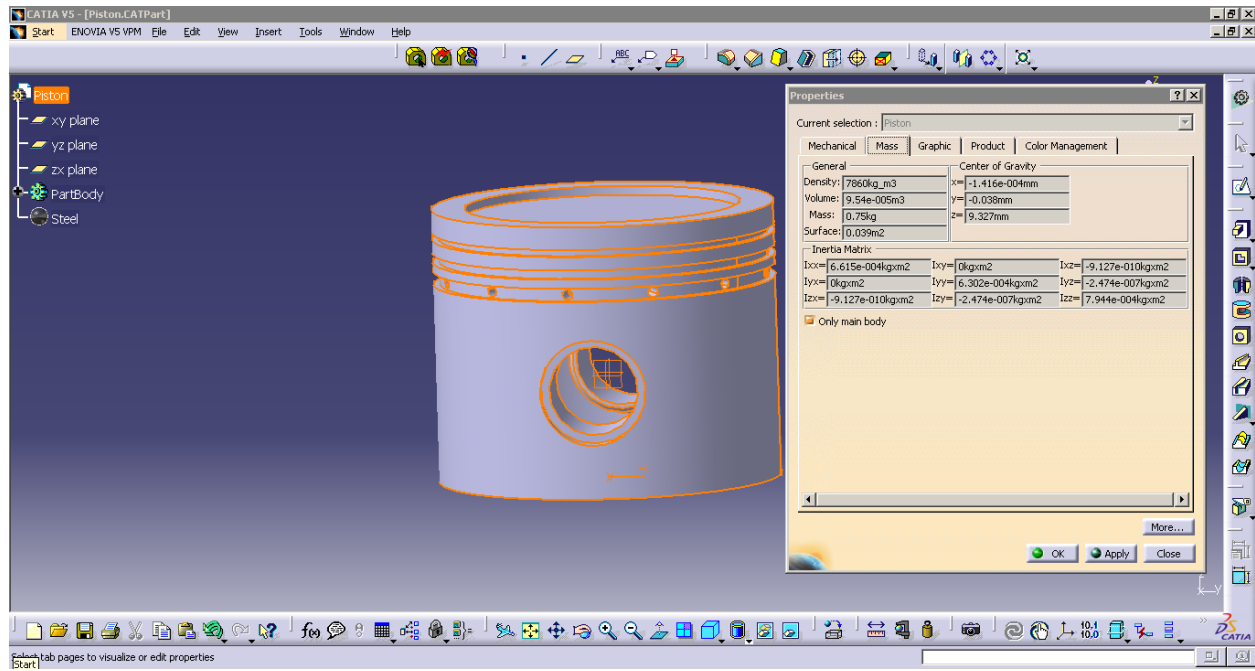 CATIA V5 - [Piston.CATPart]
Start ENOVIA V5 VPM File Edit View Insert Tools Window Help
ABC
Piston
xy plane
yz plane
zx plane
PartBody
Steel
z
Properties
Current selection : Piston
Mechanical Mass Graphic Product Color Management
General Center of Gravity
Density: 7860kg_m3 x= -1.416e-004mm
Volume: 9.54e-005m3 y= -0.038mm
Mass: 0.75kg z= 9.327mm
Surface: 0.039m2
Inertia Matrix
Ixx= 6.615e-004kgxm2 Ixy= 0kgxm2 Ixz= -9.127e-010kgxm2
Iyx= 0kgxm2 Iyy= 6.302e-004kgxm2 Iyz= -2.474e-007kgxm2
Izx= -9.127e-010kgxm2 Izy= -2.474e-007kgxm2 Izz= 7.944e-004kgxm2
Only main body
More...
OK Apply Close
y
f(x) 10.1 10.0 CATIA
Select tab pages to visualize or edit properties
Start